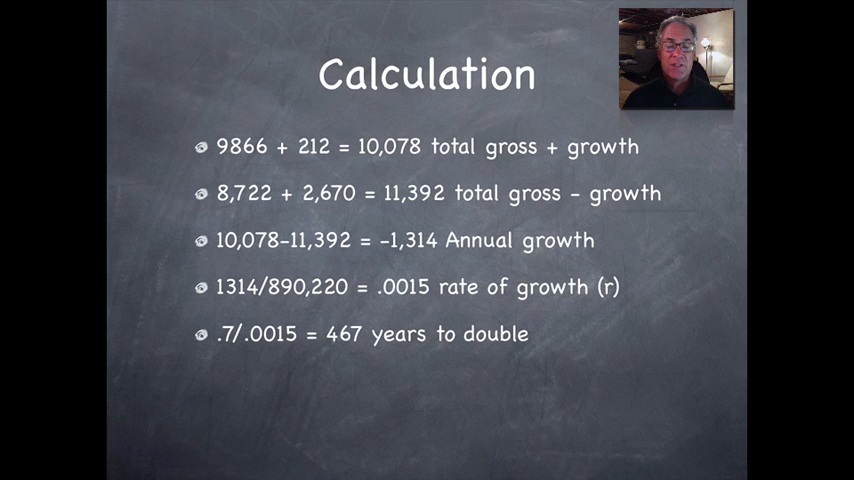 Calculation
9866 + 212 = 10,078 total gross + growth
8,722 + 2,670 = 11,392 total gross - growth
10,078-11,392 = -1,314 Annual growth
1314/890,220 = .0015 rate of growth (r)
.7/.0015 = 467 years to double